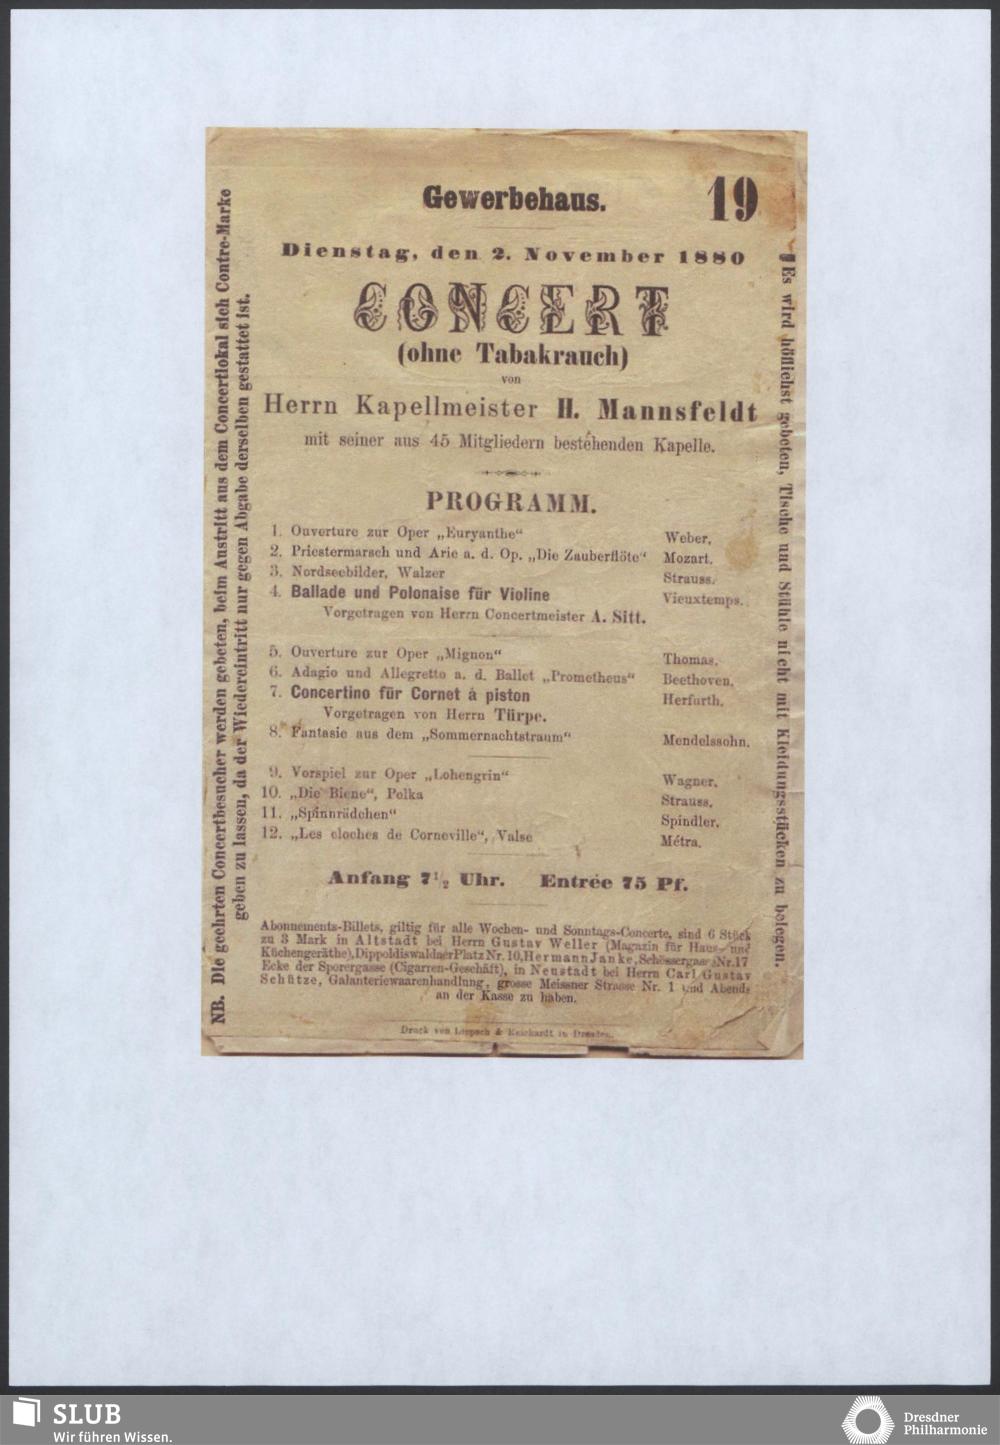 Gewerbehaus.
19
Dienstag, den 2. November 1880
CONCERT
(ohne Tabakrauch)
von
Herrn Kapellmeister H. Mannsfeldt
mit seiner aus 45 Mitgliedern bestehenden Kapelle.
PROGRAMM.
1. Ouverture zur Oper „Euryanthe“ Weber.
2. Priestermarsch und Arie a. d. Op. „Die Zauberflöte“ Mozart.
3. Nordseebilder, Walzer Strauss.
4. Ballade und Polonaise für Violine Vieuxtemps.
Vorgetragen von Herrn Concertmeister A. Sitt.
5. Ouverture zur Oper „Mignon“ Thomas.
6. Adagio und Allegretto a. d. Ballet „Prometheus“ Beethoven.
7. Concertino für Cornet à piston Herfurth.
Vorgetragen von Herrn Türpe.
8. Fantasie aus dem „Sommernachtstraum“ Mendelssohn.
9. Vorspiel zur Oper „Lohengrin“ Wagner.
10. „Die Biene“, Polka Strauss.
11. „Spinnrädchen“ Spindler.
12. „Les cloches de Corneville“, Valse Métra.
Anfang 7½ Uhr. Entrée 75 Pf.
Abonnements-Billets, giltig für alle Wochen- und Sonntags-Concerte, sind 6 Stück
zu 3 Mark in Altstadt bei Herrn Gustav Weller (Magazin für Haus- und
Küchengeräthe), Dippoldiswaldaer Platz Nr. 10, Hermann Janke, Schössergasse Nr. 17
Ecke der Sporergasse (Cigarren-Geschäft), in Neustadt bei Herrn Carl Gustav
Schütze, Galanteriewaarenhandlung, grosse Meissner Strasse Nr. 1 und Abends
an der Kasse zu haben.
Druck von Liepsch & Reichardt in Dresden.
NB. Die geehrten Concertbesucher werden gebeten, beim Austritt aus dem Concertlokal sich Contre-Marke
geben zu lassen, da der Wiedereintritt nur gegen Abgabe derselben gestattet ist.
Es wird höflichst gebeten, Tische und Stühle nicht mit Kleidungsstücken zu belegen.
SLUB
Wir führen Wissen.
Dresdner
Philharmonie